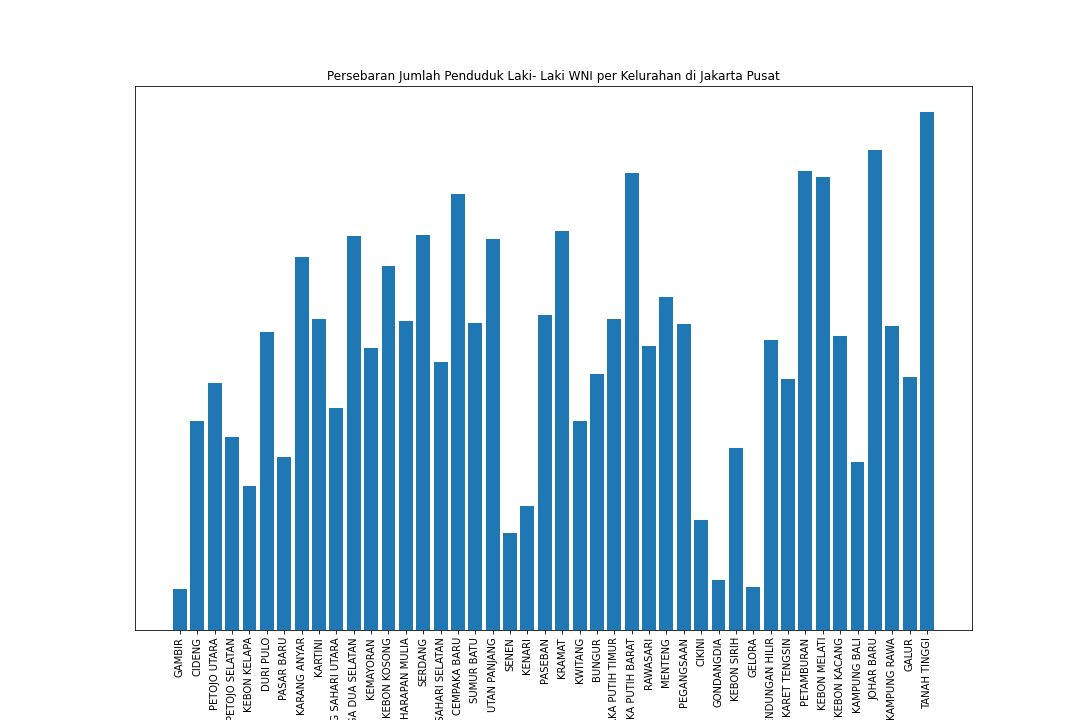 Persebaran Jumlah Penduduk Laki- Laki WNI per Kelurahan di Jakarta Pusat
GAMBIR
CIDENG
PETOJO UTARA
PETOJO SELATAN
KEBON KELAPA
DURI PULO
PASAR BARU
KARANG ANYAR
KARTINI
G SAHARI UTARA
GA DUA SELATAN
KEMAYORAN
KEBON KOSONG
HARAPAN MULIA
SERDANG
SAHARI SELATAN
CEMPAKA BARU
SUMUR BATU
UTAN PANJANG
SENEN
KENARI
PASEBAN
KRAMAT
KWITANG
BUNGUR
KA PUTIH TIMUR
KA PUTIH BARAT
RAWASARI
MENTENG
PEGANGSAAN
CIKINI
GONDANGDIA
KEBON SIRIH
GELORA
NDUNGAN HILIR
KARET TENGSIN
PETAMBURAN
KEBON MELATI
KEBON KACANG
KAMPUNG BALI
JOHAR BARU
KAMPUNG RAWA
GALUR
TANAH TINGGI